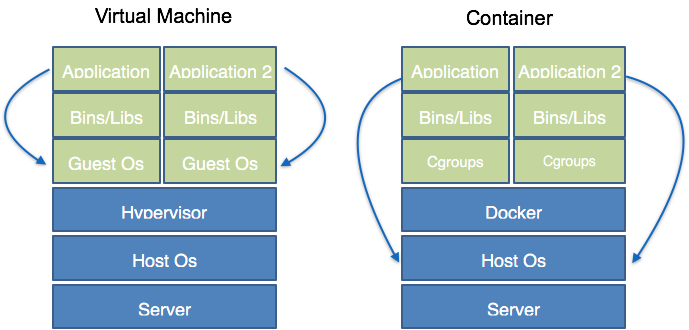 Virtual Machine
Container
Application
Application 2
Bins/Libs
Bins/Libs
Guest Os
Guest Os
Hypervisor
Host Os
Server
Application
Application 2
Bins/Libs
Bins/Libs
Cgroups
Cgroups
Docker
Host Os
Server